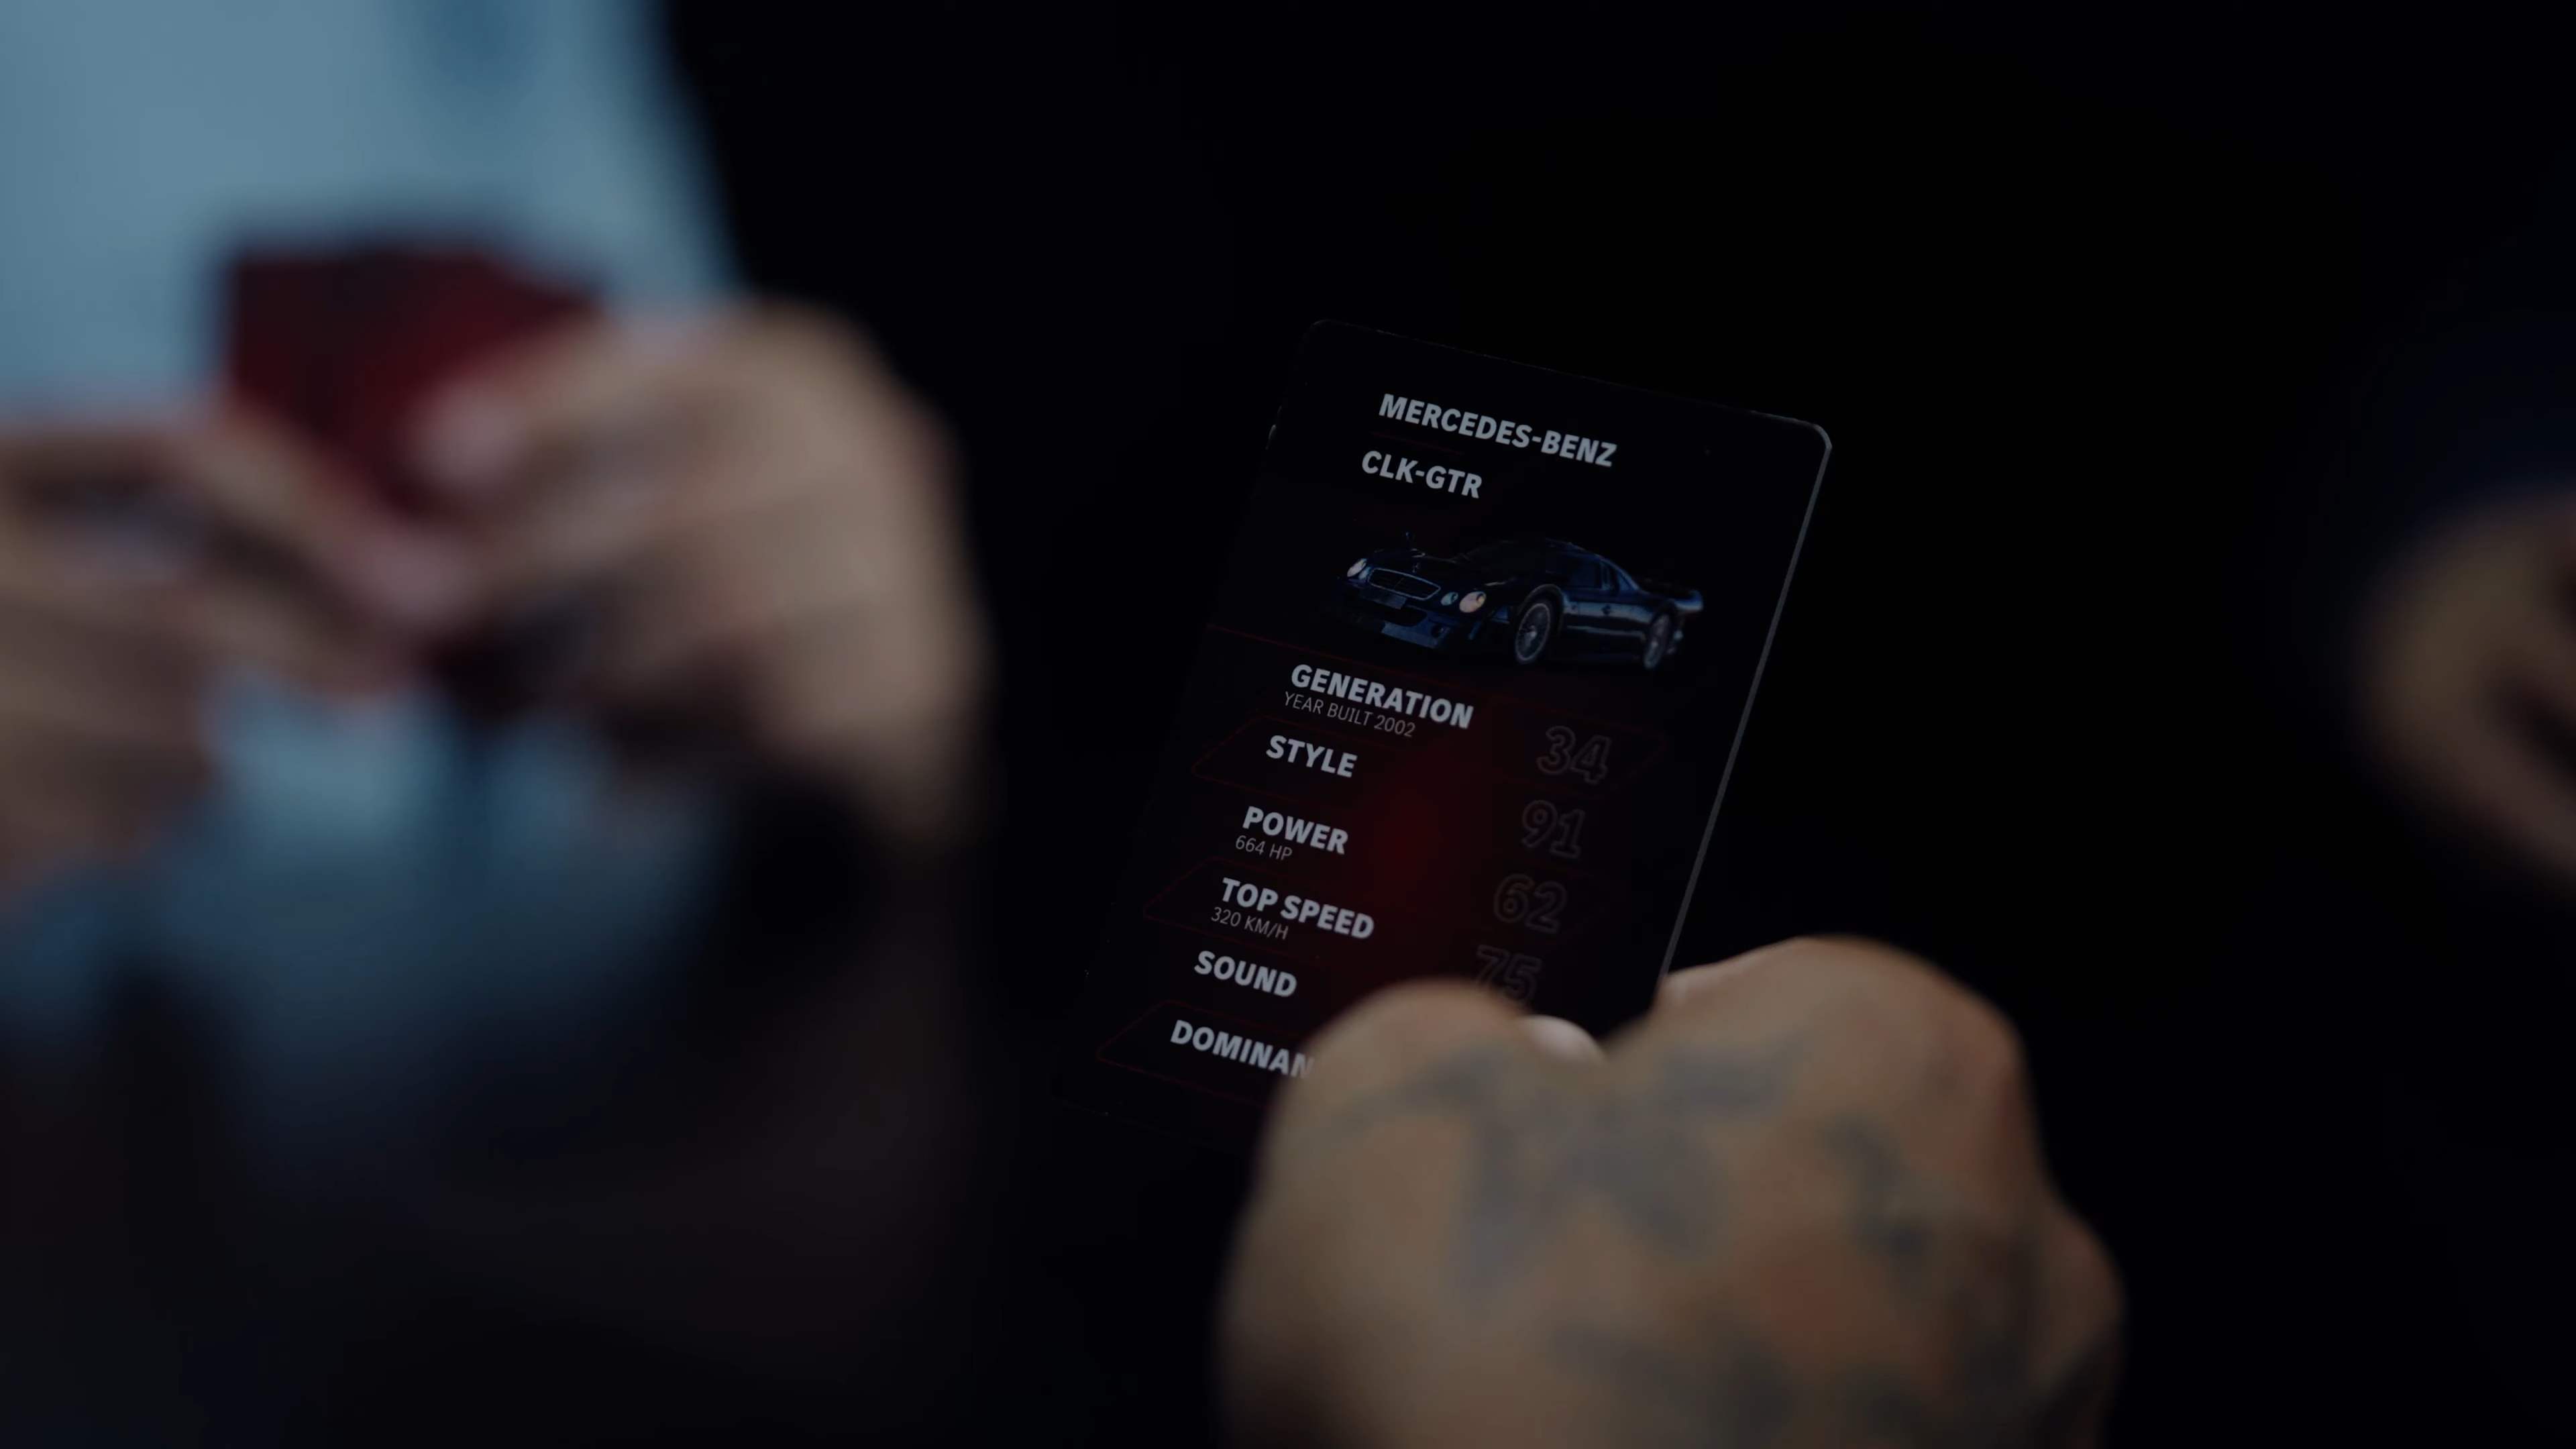 MERCEDES-BENZ
CLK-GTR
GENERATION
YEAR BUILT 2002
34
STYLE
91
POWER
664 HP
62
TOP SPEED
320 KM/H
75
SOUND
DOMINAN